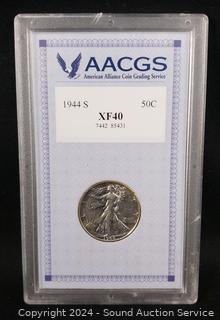 AACGS
American Alliance Coin Grading Service
1944 S 50C
XF40
7442 85431
Copyright 2024 - Sound Auction Service